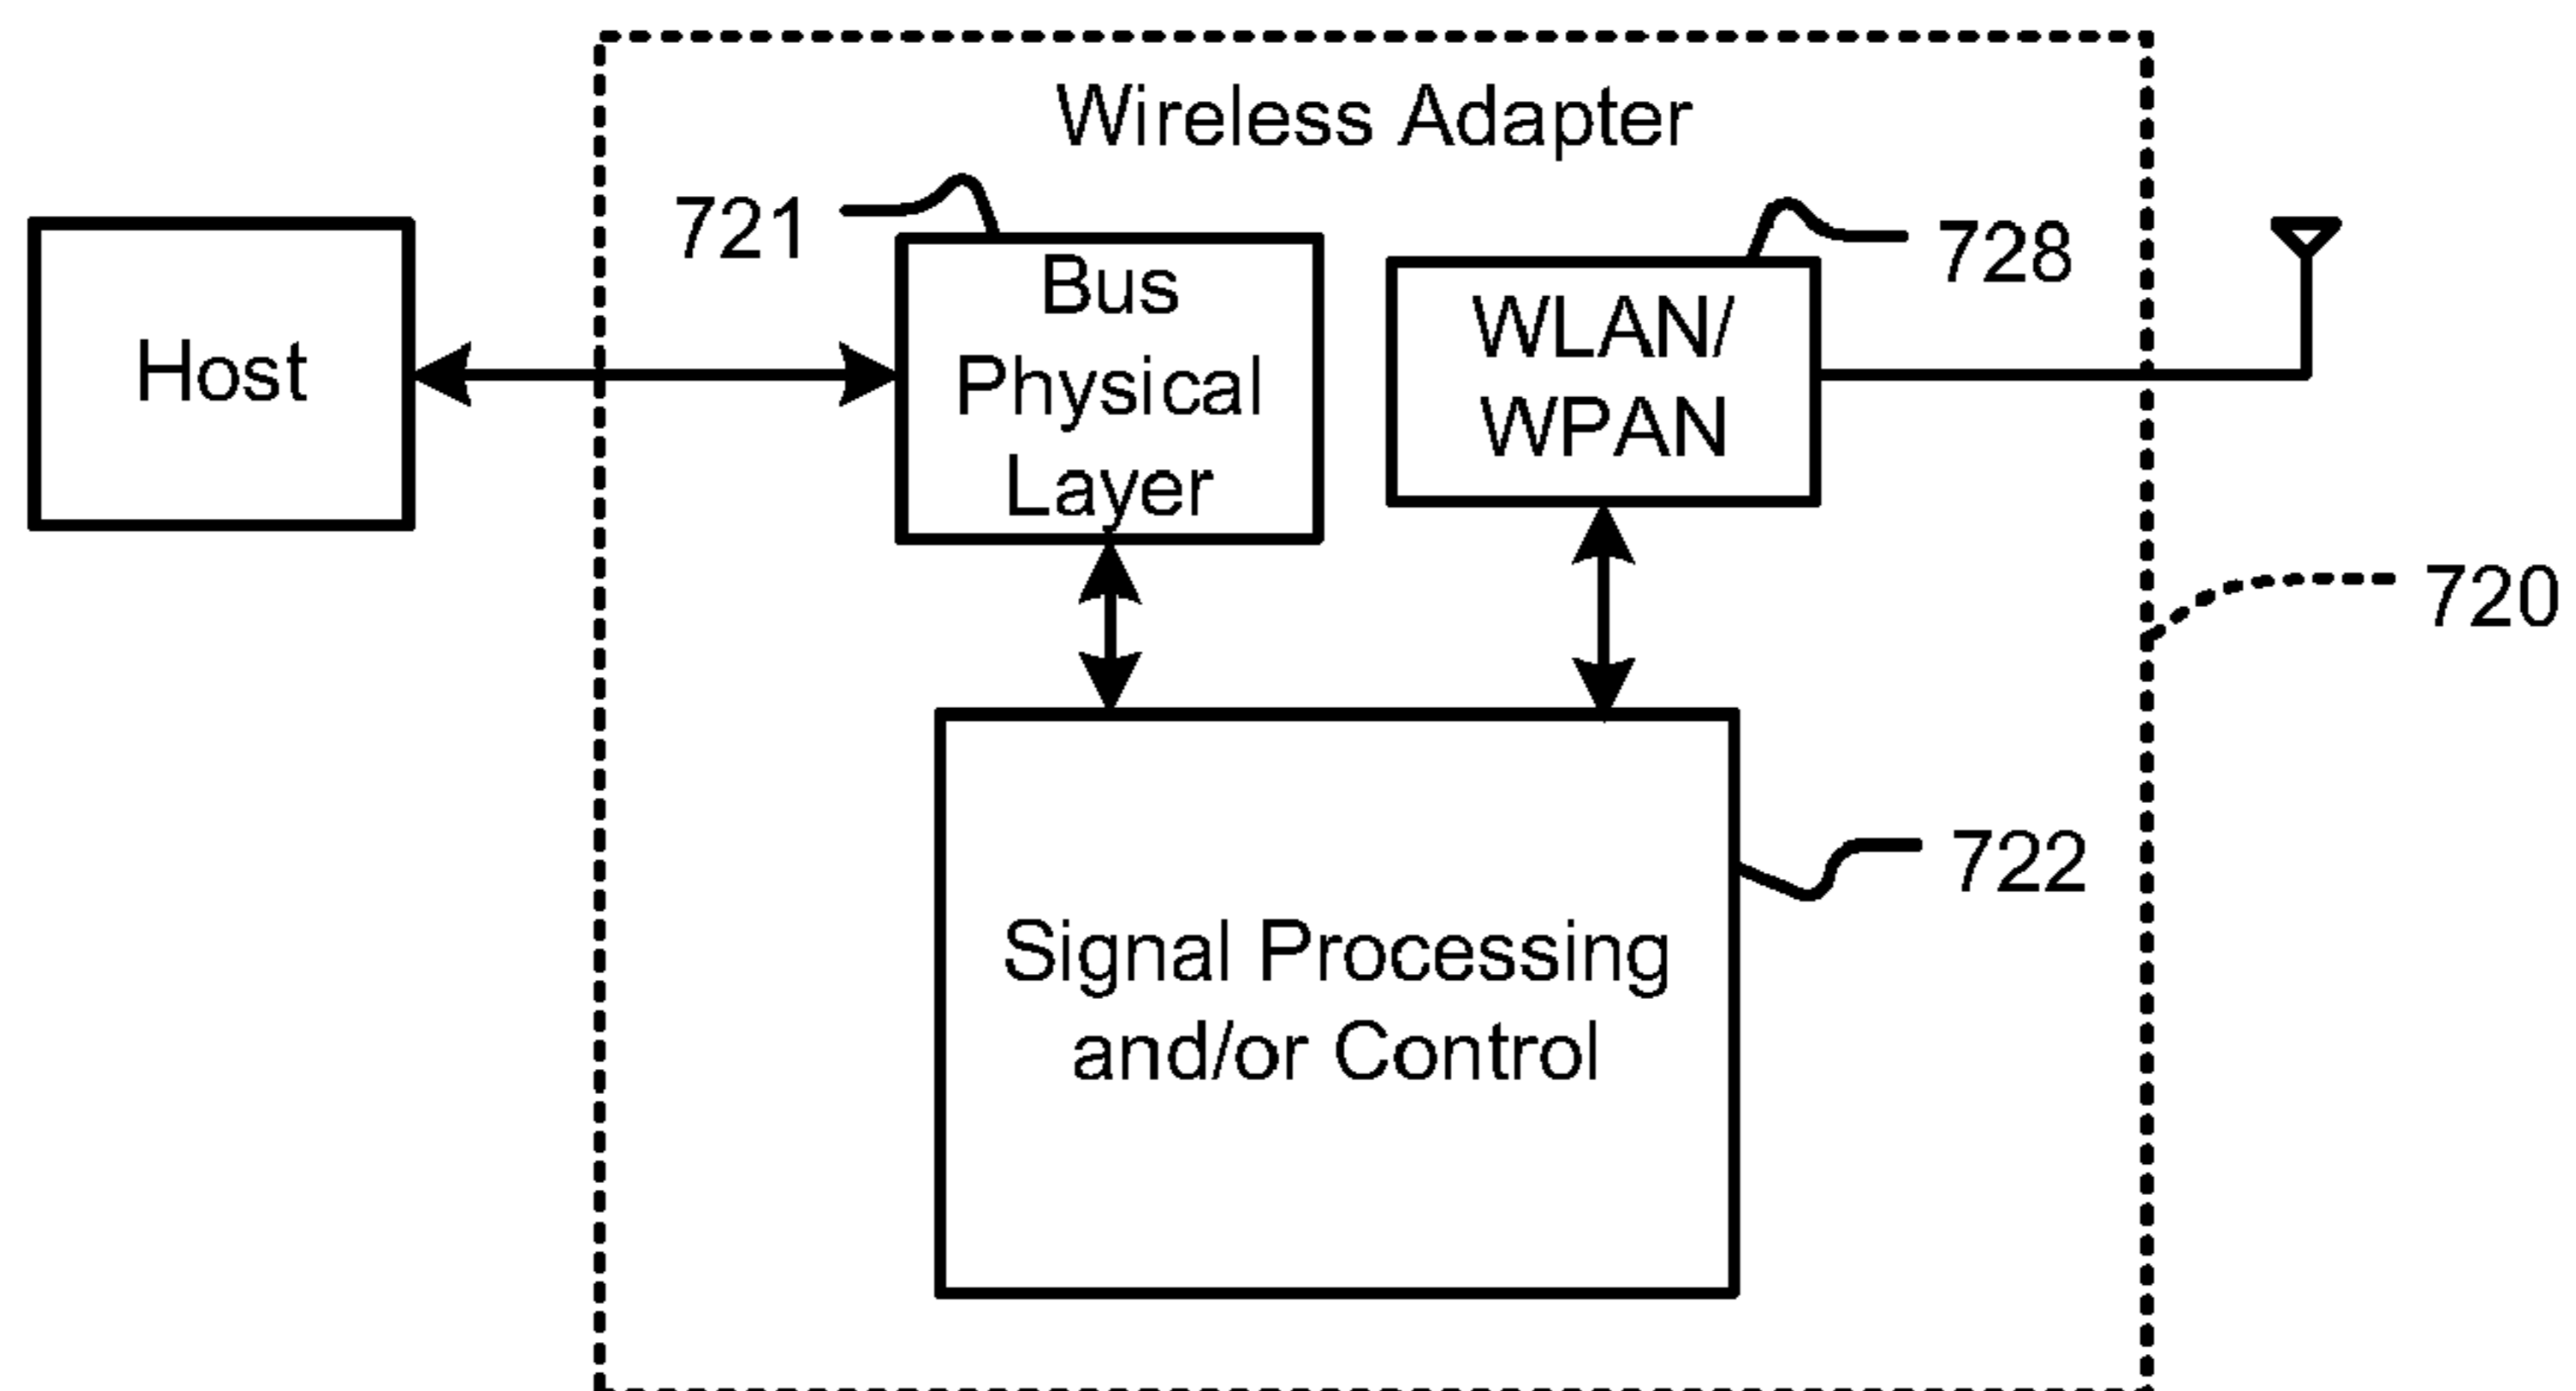 Wireless Adapter
721
728
Host
Bus
Physical
Layer
WLAN/
WPAN
720
722
Signal Processing
and/or Control